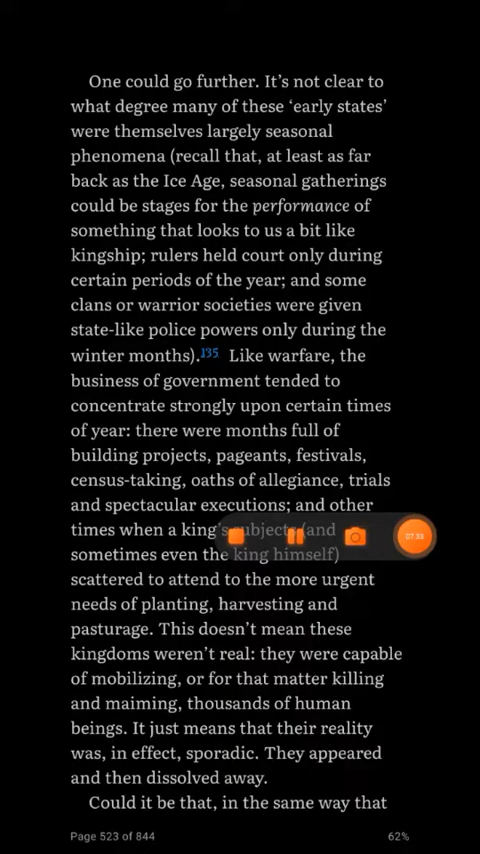 One could go further. It's not clear to
what degree many of these 'early states'
were themselves largely seasonal
phenomena (recall that, at least as far
back as the Ice Age, seasonal gatherings
could be stages for the performance of
something that looks to us a bit like
kingship; rulers held court only during
certain periods of the year; and some
clans or warrior societies were given
state-like police powers only during the
winter months).135 Like warfare, the
business of government tended to
concentrate strongly upon certain times
of year: there were months full of
building projects, pageants, festivals,
census-taking, oaths of allegiance, trials
and spectacular executions; and other
times when a king's subjects (and
sometimes even the king himself)
scattered to attend to the more urgent
needs of planting, harvesting and
pasturage. This doesn't mean these
kingdoms weren't real: they were capable
of mobilizing, or for that matter killing
and maiming, thousands of human
beings. It just means that their reality
was, in effect, sporadic. They appeared
and then dissolved away.
Could it be that, in the same way that
Page 523 of 844 62%